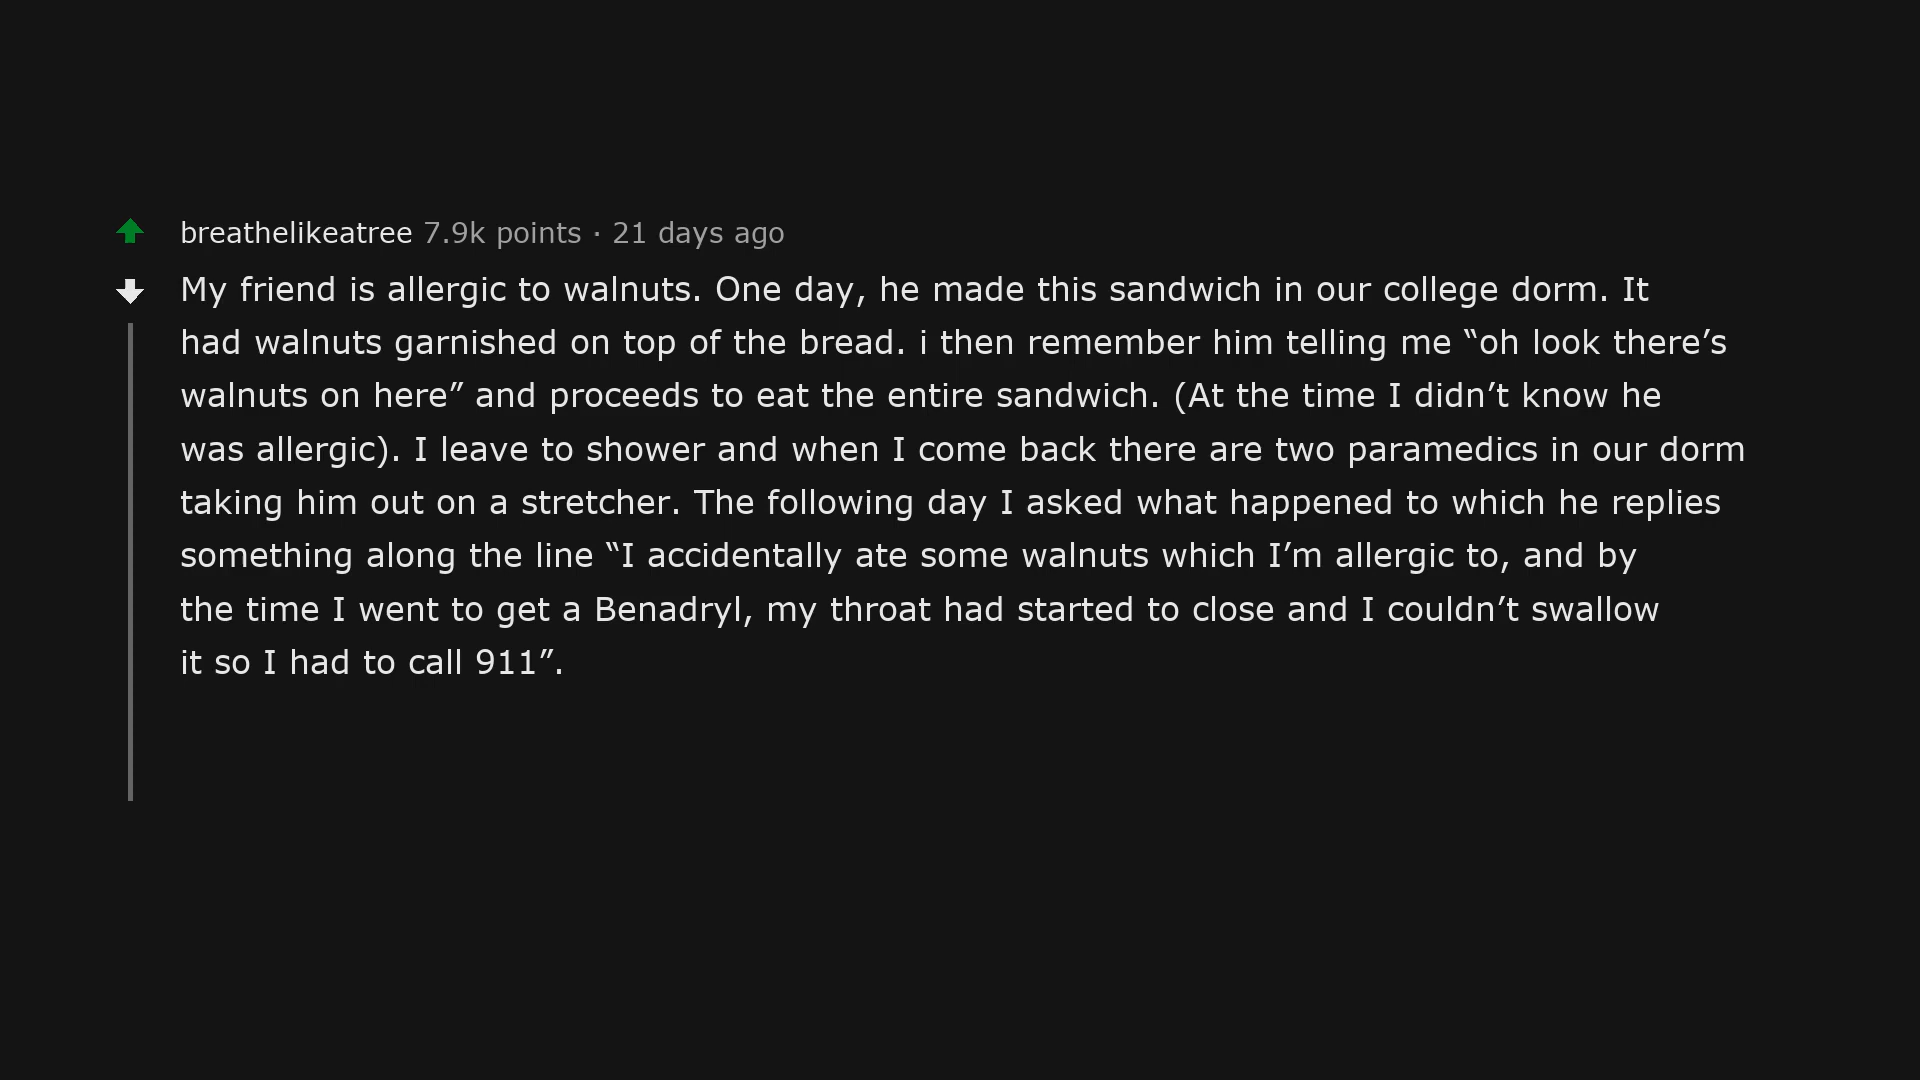 breathelikeatree 7.9k points · 21 days ago
My friend is allergic to walnuts. One day, he made this sandwich in our college dorm. It
had walnuts garnished on top of the bread. i then remember him telling me “oh look there’s
walnuts on here” and proceeds to eat the entire sandwich. (At the time I didn’t know he
was allergic). I leave to shower and when I come back there are two paramedics in our dorm
taking him out on a stretcher. The following day I asked what happened to which he replies
something along the line “I accidentally ate some walnuts which I’m allergic to, and by
the time I went to get a Benadryl, my throat had started to close and I couldn’t swallow
it so I had to call 911”.